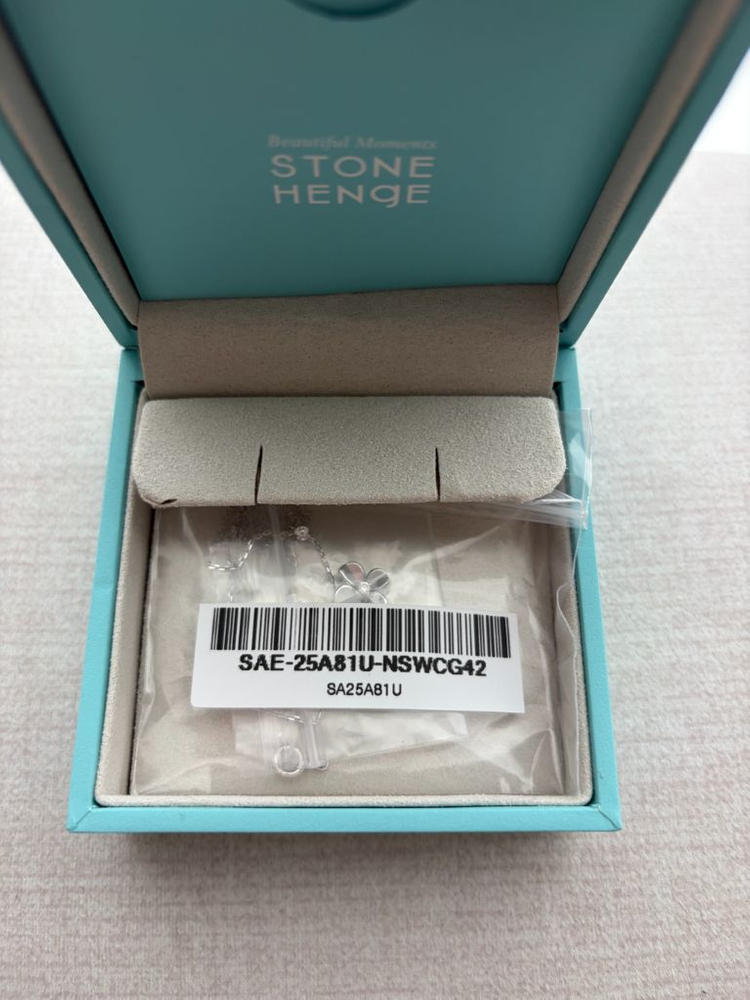 Beautiful Moments
STONE
HENgE
SAE-25A81U-NSWCG42
SA25A81U